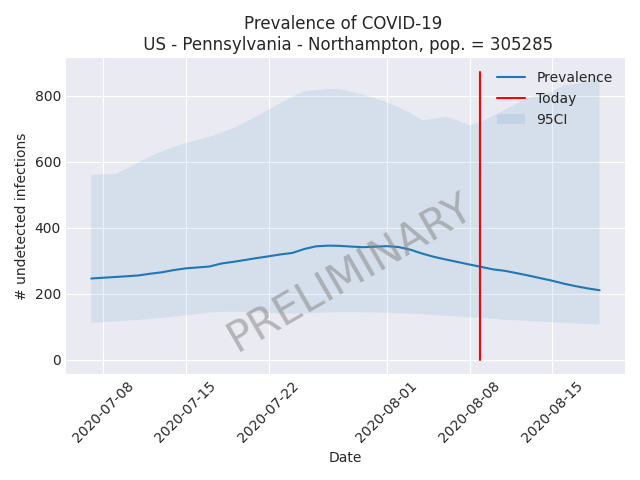 Prevalence of COVID-19
US - Pennsylvania - Northampton, pop. = 305285
# undetected infections
800
600
400
200
0
Prevalence
Today
95CI
PRELIMINARY
2020-07-08
2020-07-15
2020-07-22
2020-08-01
2020-08-08
2020-08-15
Date